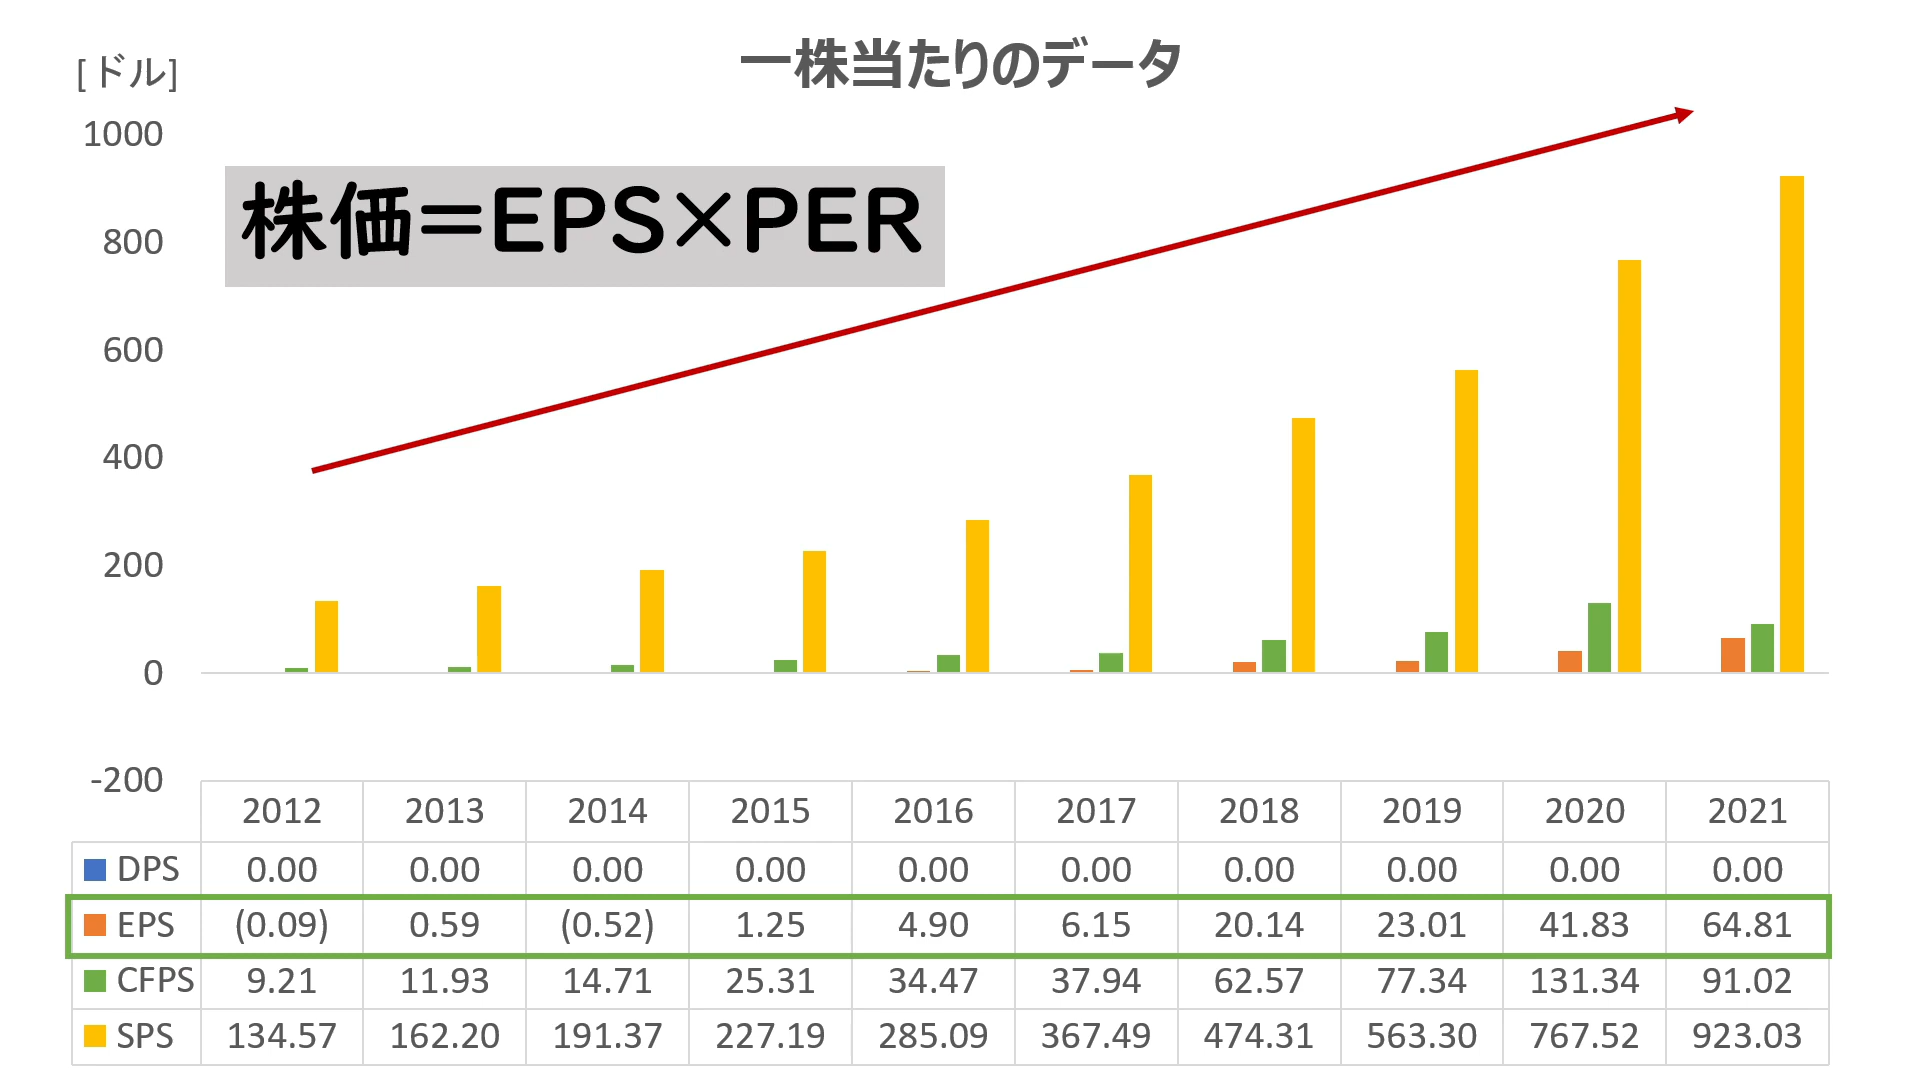 一株当たりのデータ
[ドル]
1000
800
600
400
200
0
-200
株価=EPS×PER
2012 2013 2014 2015 2016 2017 2018 2019 2020 2021
DPS 0.00 0.00 0.00 0.00 0.00 0.00 0.00 0.00 0.00 0.00
EPS (0.09) 0.59 (0.52) 1.25 4.90 6.15 20.14 23.01 41.83 64.81
CFPS 9.21 11.93 14.71 25.31 34.47 37.94 62.57 77.34 131.34 91.02
SPS 134.57 162.20 191.37 227.19 285.09 367.49 474.31 563.30 767.52 923.03